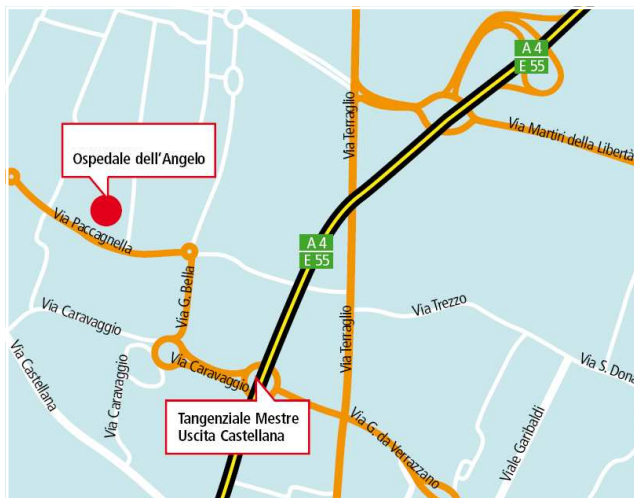 A 4
E 55
Via Terraglio
Via Martiri della Libertà
Ospedale dell'Angelo
Via Paccagnella
A 4
E 55
Via G. Bella
Via Caravaggio
Via Trezzo
Via Terraglio
Via Castellana
Via Caravaggio
Via Caravaggio
Via S. Dona
Tangenziale Mestre
Uscita Castellana
Via G. da Verrazzano
Viale Garibaldi